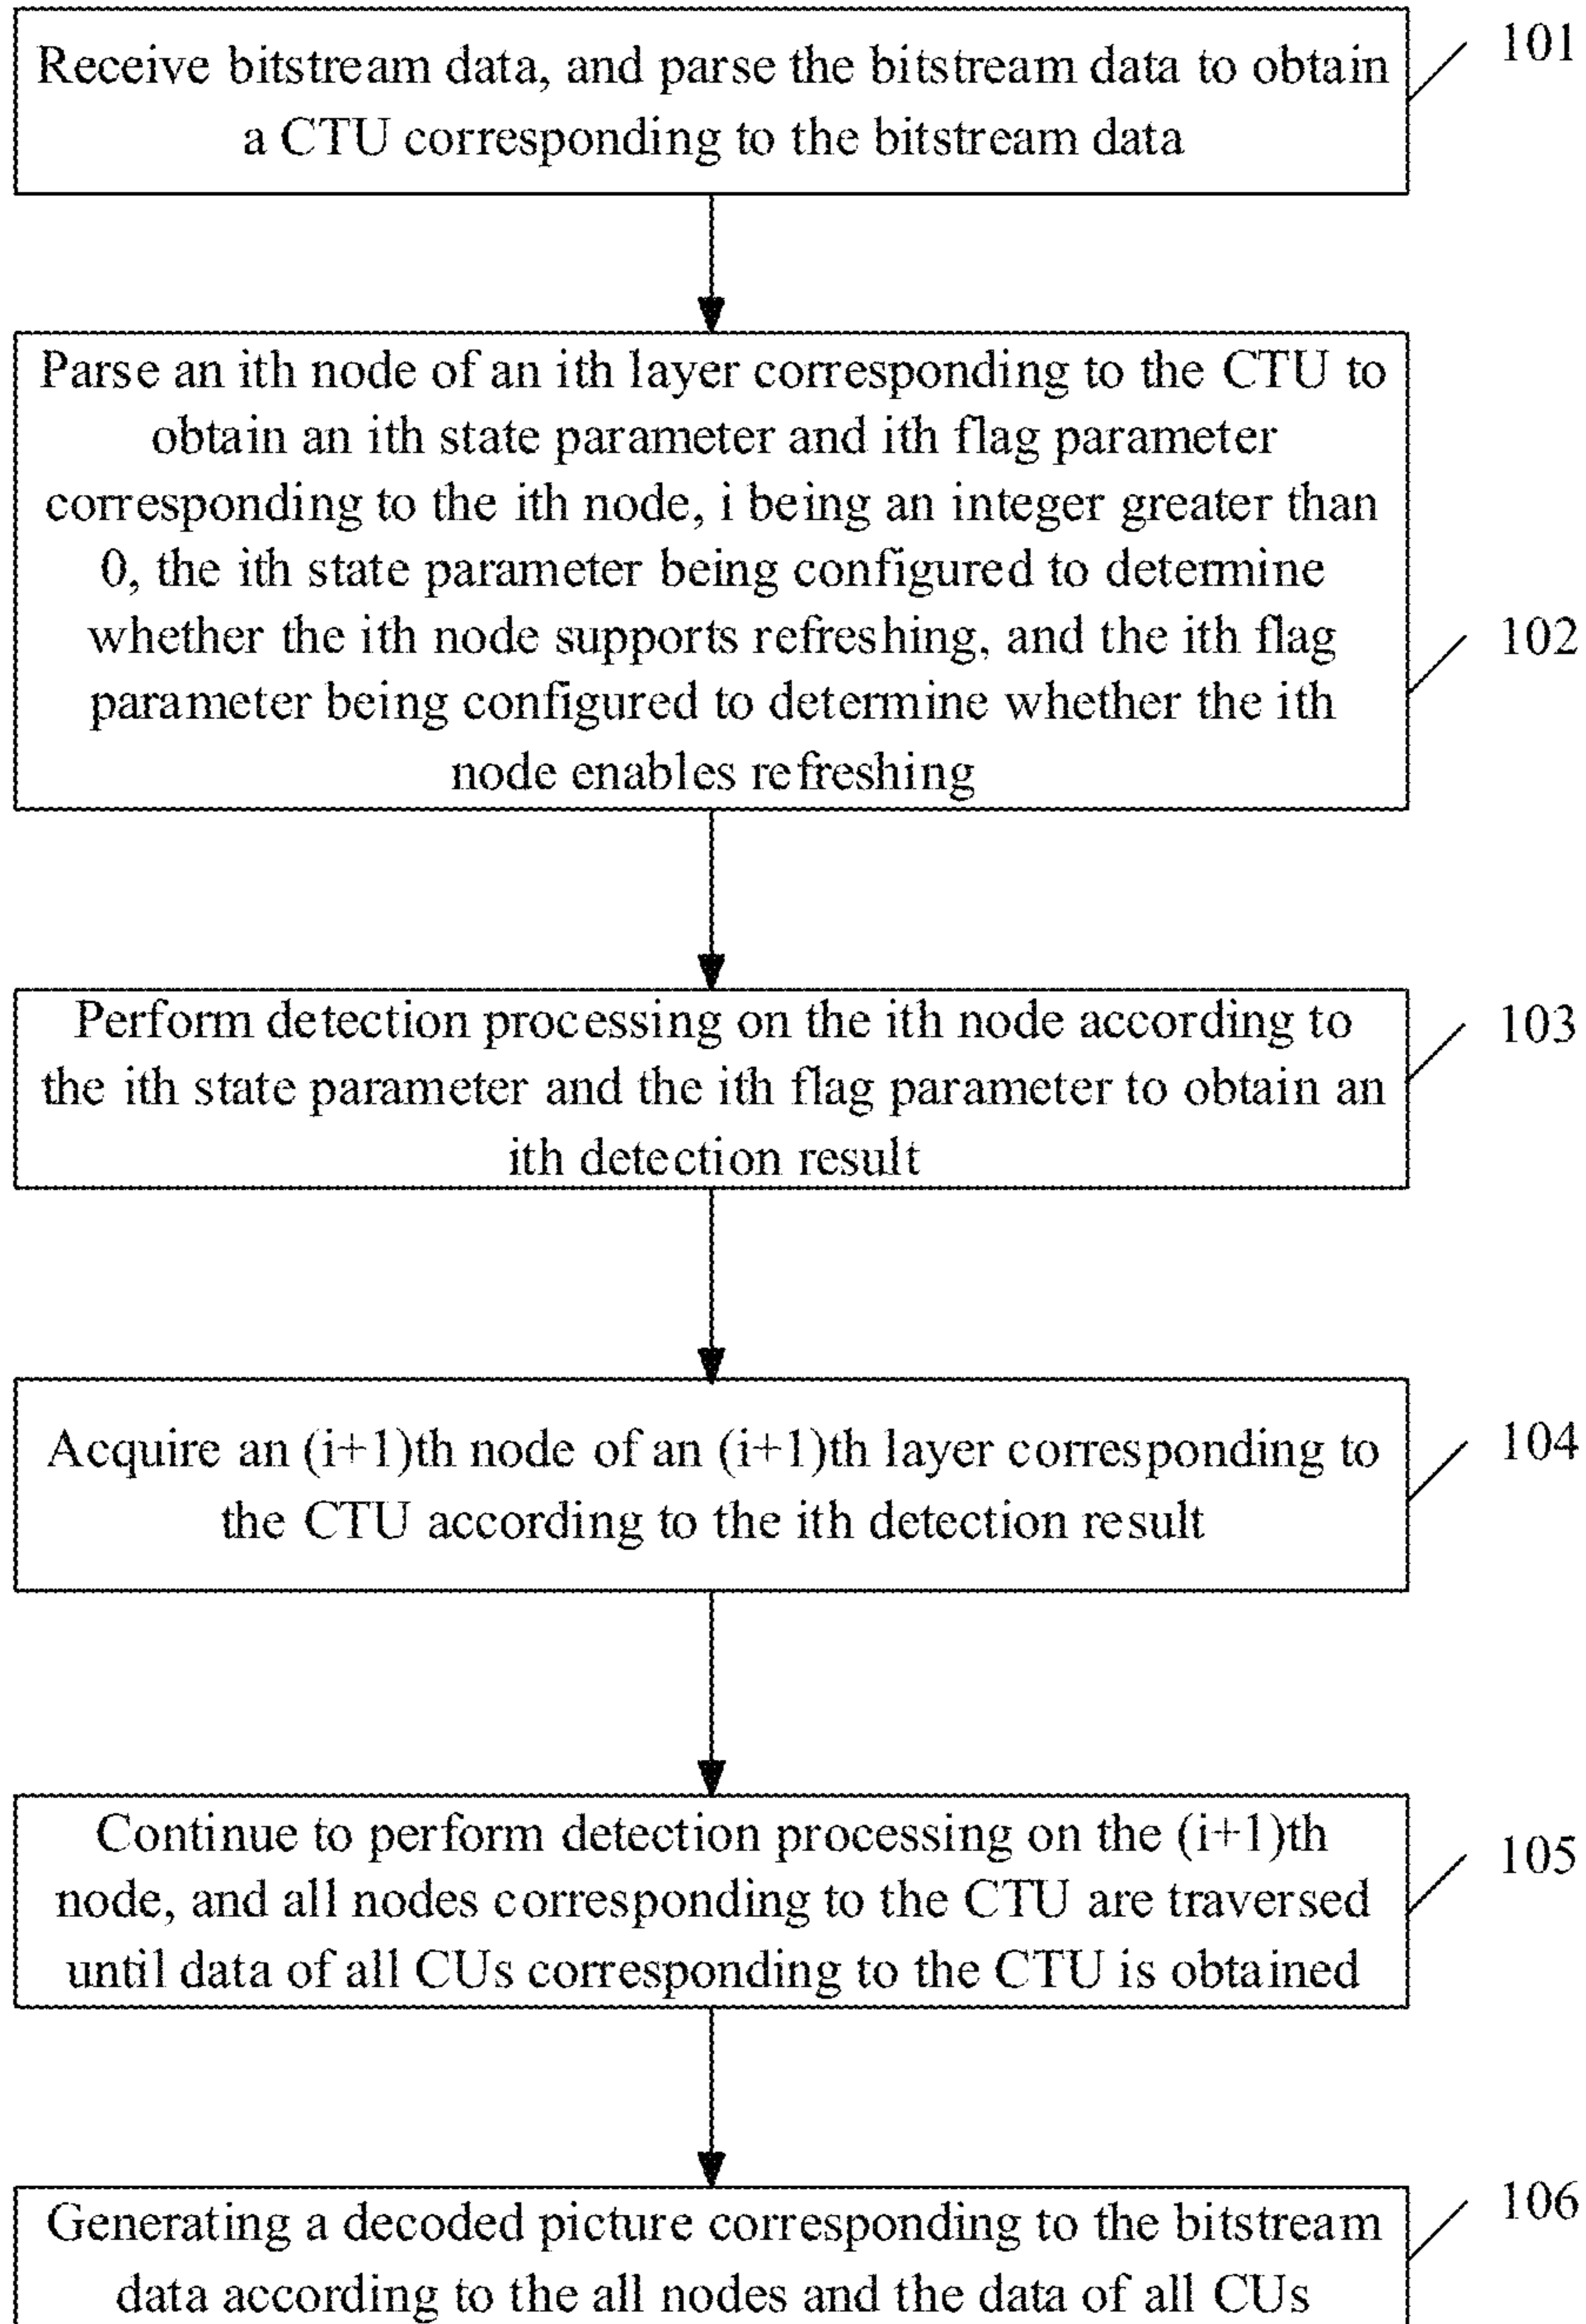 Receive bitstream data, and parse the bitstream data to obtain
a CTU corresponding to the bitstream data
101
Parse an ith node of an ith layer corresponding to the CTU to
obtain an ith state parameter and ith flag parameter
corresponding to the ith node, i being an integer greater than
0, the ith state parameter being configured to determine
whether the ith node supports refreshing, and the ith flag
parameter being configured to determine whether the ith
node enables refreshing
102
Perform detection processing on the ith node according to
the ith state parameter and the ith flag parameter to obtain an
ith detection result
103
Acquire an (i+1)th node of an (i+1)th layer corresponding to
the CTU according to the ith detection result
104
Continue to perform detection processing on the (i+1)th
node, and all nodes corresponding to the CTU are traversed
until data of all CUs corresponding to the CTU is obtained
105
Generating a decoded picture corresponding to the bitstream
data according to the all nodes and the data of all CUs
106